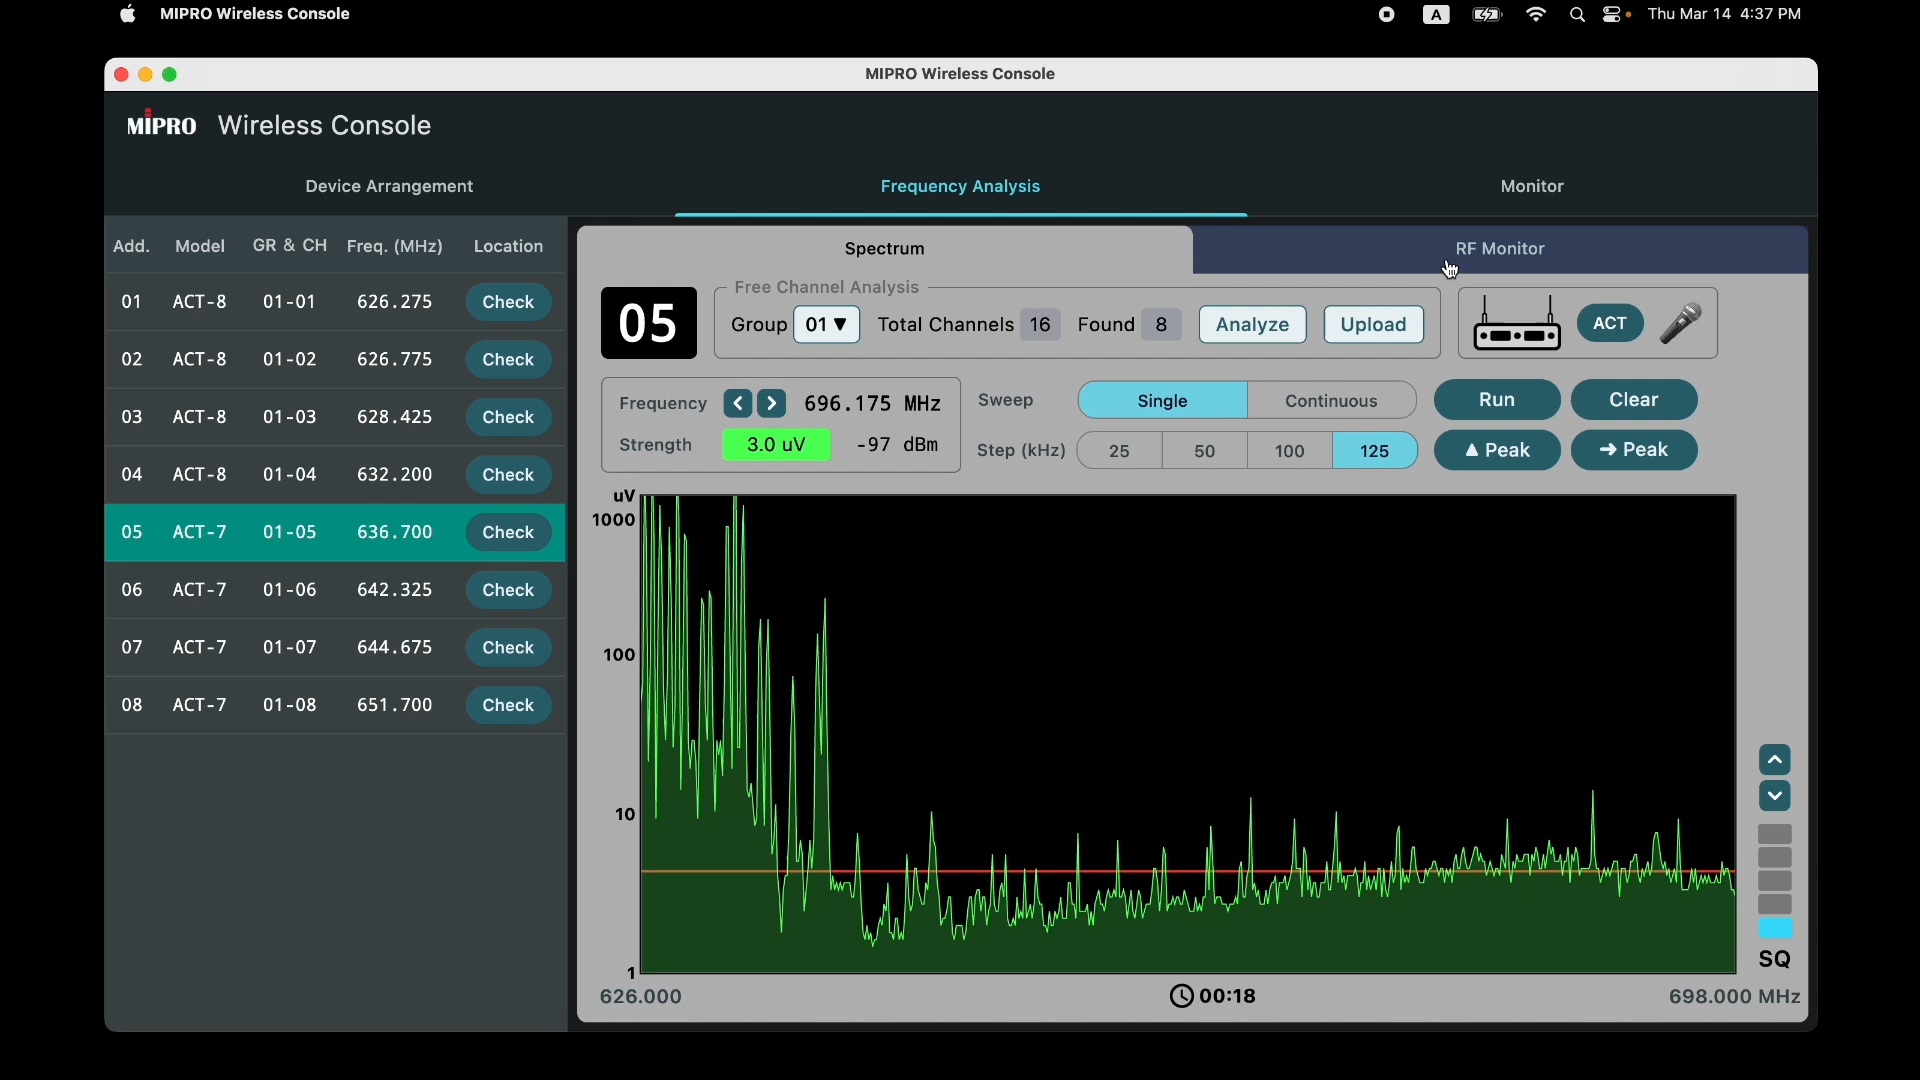 MIPRO Wireless Console
A
Thu Mar 14 4:37 PM
MIPRO Wireless Console
MIPRO Wireless Console
Device Arrangement
Frequency Analysis
Monitor
Add. Model GR & CH Freq. (MHz) Location
01 ACT-8 01-01 626.275 Check
02 ACT-8 01-02 626.775 Check
03 ACT-8 01-03 628.425 Check
04 ACT-8 01-04 632.200 Check
05 ACT-7 01-05 636.700 Check
06 ACT-7 01-06 642.325 Check
07 ACT-7 01-07 644.675 Check
08 ACT-7 01-08 651.700 Check
Spectrum
RF Monitor
05
Free Channel Analysis
Group 01 ▼ Total Channels 16 Found 8 Analyze Upload
ACT
Frequency < > 696.175 MHz
Strength 3.0 uV -97 dBm
Sweep Single Continuous Run Clear
Step (kHz) 25 50 100 125 ▲ Peak → Peak
uV
1000
100
10
1
SQ
626.000 00:18 698.000 MHz